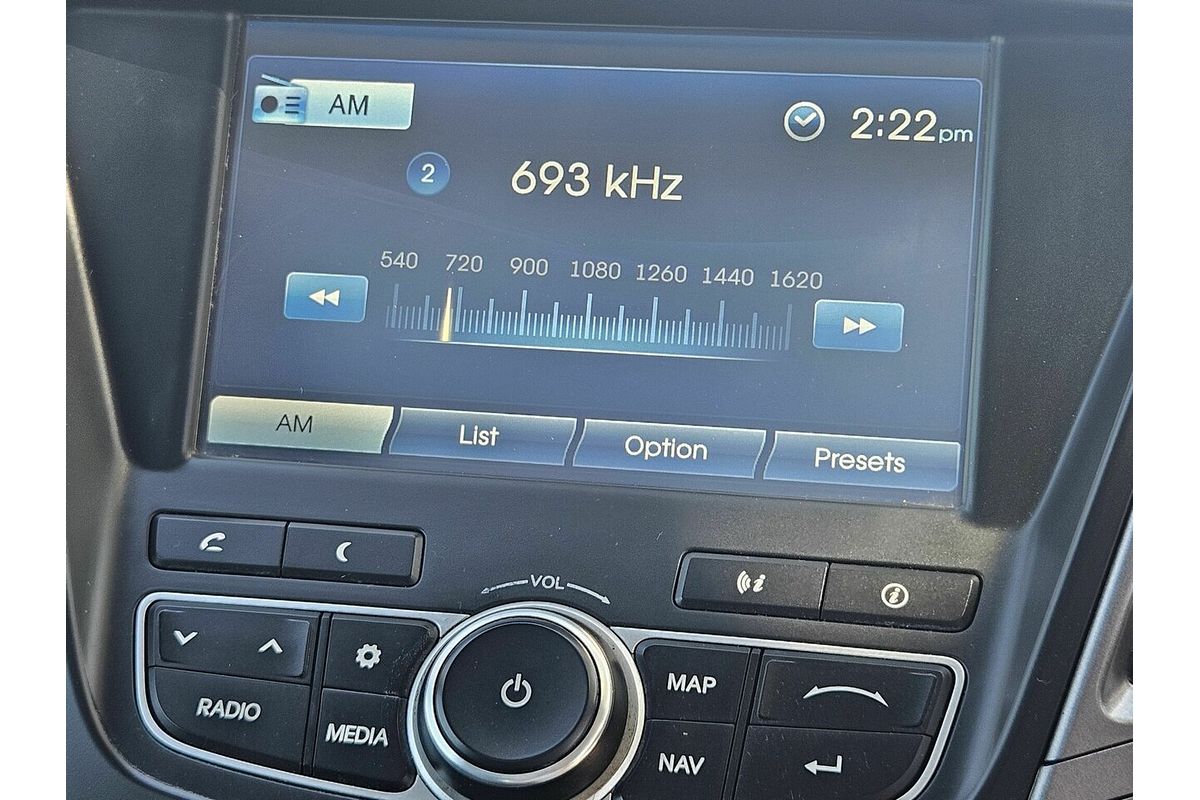 AM
2:22pm
2
693 kHz
540 720 900 1080 1260 1440 1620
AM List Option Presets
VOL
i i
MAP
RADIO
MEDIA
NAV